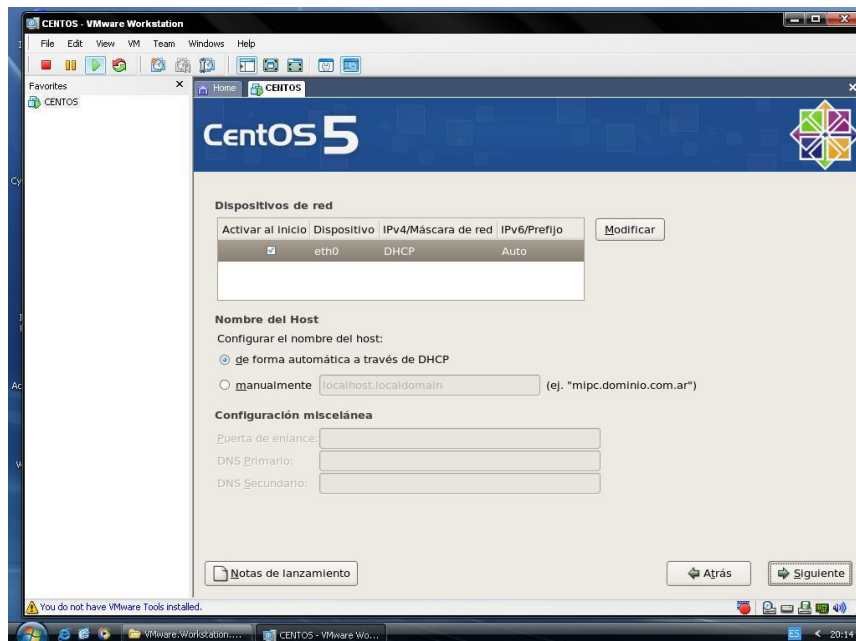 CENTOS - VMware Workstation
File Edit View VM Team Windows Help
Favorites x
CENTOS
Home CENTOS x
CentOS 5
Dispositivos de red
Activar al inicio Dispositivo IPv4/Máscara de red IPv6/Prefijo
eth0 DHCP Auto
Modificar
Nombre del Host
Configurar el nombre del host:
de forma automática a través de DHCP
manualmente localhost.localdomain (ej. "mipc.dominio.com.ar")
Configuración miscelánea
Puerta de enlance:
DNS Primario:
DNS Secundario:
Notas de lanzamiento Atrás Siguiente
You do not have VMware Tools installed.
VMware.Workstation.... CENTOS - VMware Wo... ES 20:14